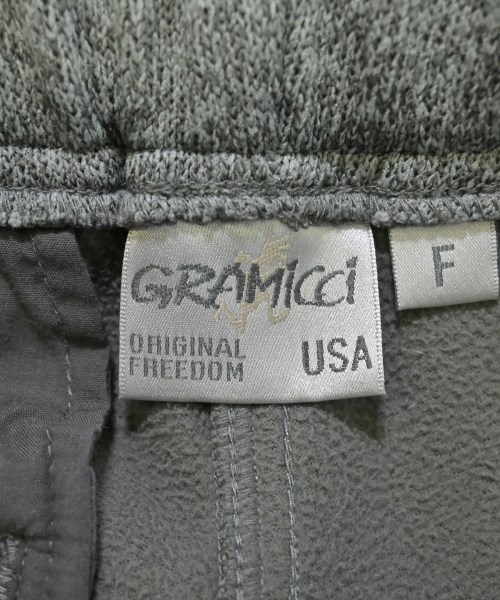 GRAMicci
ORIGINAL
FREEDOM
USA
F